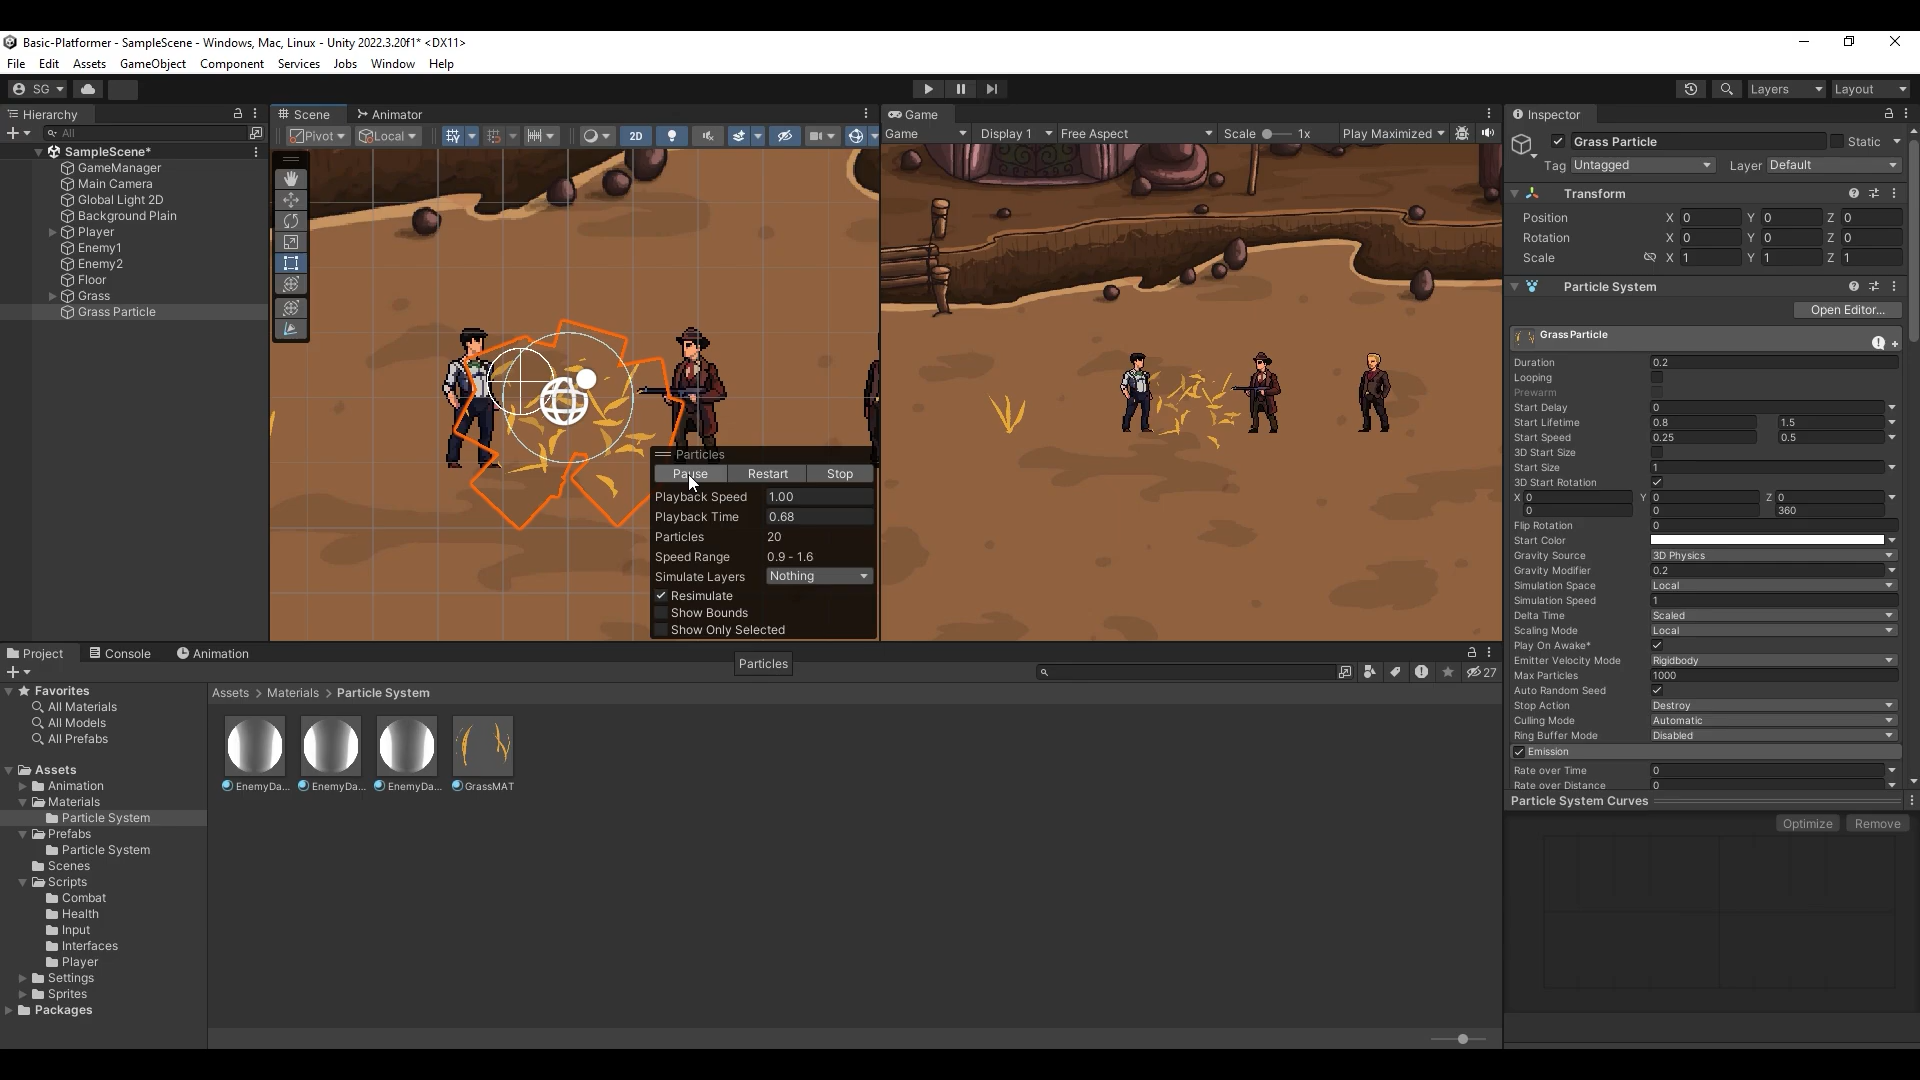 Basic-Platformer - SampleScene - Windows, Mac, Linux - Unity 2022.3.20f1* <DX11>
File Edit Assets GameObject Component Services Jobs Window Help
SG
Layers
Layout
Hierarchy
All
SampleScene*
GameManager
Main Camera
Global Light 2D
Background Plain
Player
Enemy1
Enemy2
Floor
Grass
Grass Particle
Scene
Animator
Pivot
Local
2D
Particles
Pause Restart Stop
Playback Speed 1.00
Playback Time 0.68
Particles 20
Speed Range 0.9 - 1.6
Simulate Layers Nothing
Resimulate
Show Bounds
Show Only Selected
Particles
Game
Game Display 1 Free Aspect Scale 1x Play Maximized
Inspector
Grass Particle Static
Tag Untagged Layer Default
Transform
Position X 0 Y 0 Z 0
Rotation X 0 Y 0 Z 0
Scale X 1 Y 1 Z 1
Particle System
Open Editor...
Grass Particle
Duration 0.2
Looping
Prewarm
Start Delay 0
Start Lifetime 0.8 1.5
Start Speed 0.25 0.5
3D Start Size
Start Size 1
3D Start Rotation
X 0 Y 0 Z 0
0 0 360
Flip Rotation 0
Start Color
Gravity Source 3D Physics
Gravity Modifier 0.2
Simulation Space Local
Simulation Speed 1
Delta Time Scaled
Scaling Mode Local
Play On Awake*
Emitter Velocity Mode Rigidbody
Max Particles 1000
Auto Random Seed
Stop Action Destroy
Culling Mode Automatic
Ring Buffer Mode Disabled
Emission
Rate over Time 0
Rate over Distance 0
Particle System Curves
Optimize Remove
Project
Console
Animation
27
Favorites
All Materials
All Models
All Prefabs
Assets
Animation
Materials
Particle System
Prefabs
Particle System
Scenes
Scripts
Combat
Health
Input
Interfaces
Player
Settings
Sprites
Packages
Assets > Materials > Particle System
EnemyDa... EnemyDa... EnemyDa... GrassMAT